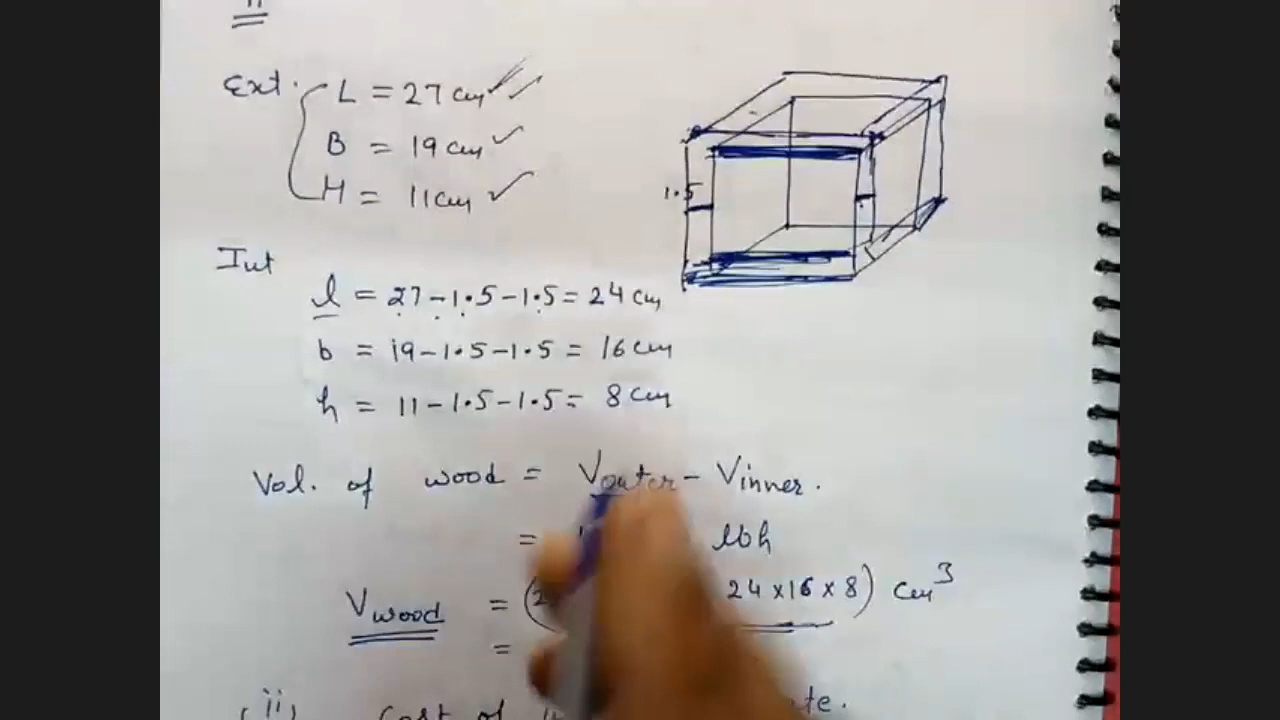 Ext. L = 27 cm
B = 19 cm
H = 11 cm
1.5
Int
l = 27 - 1.5 - 1.5 = 24 cm
b = 19 - 1.5 - 1.5 = 16 cm
h = 11 - 1.5 - 1.5 = 8 cm
Vol. of wood = Vouter - Vinner.
= lbh
Vwood = (2 24 x 16 x 8) cm³
=
(ii) Cost of